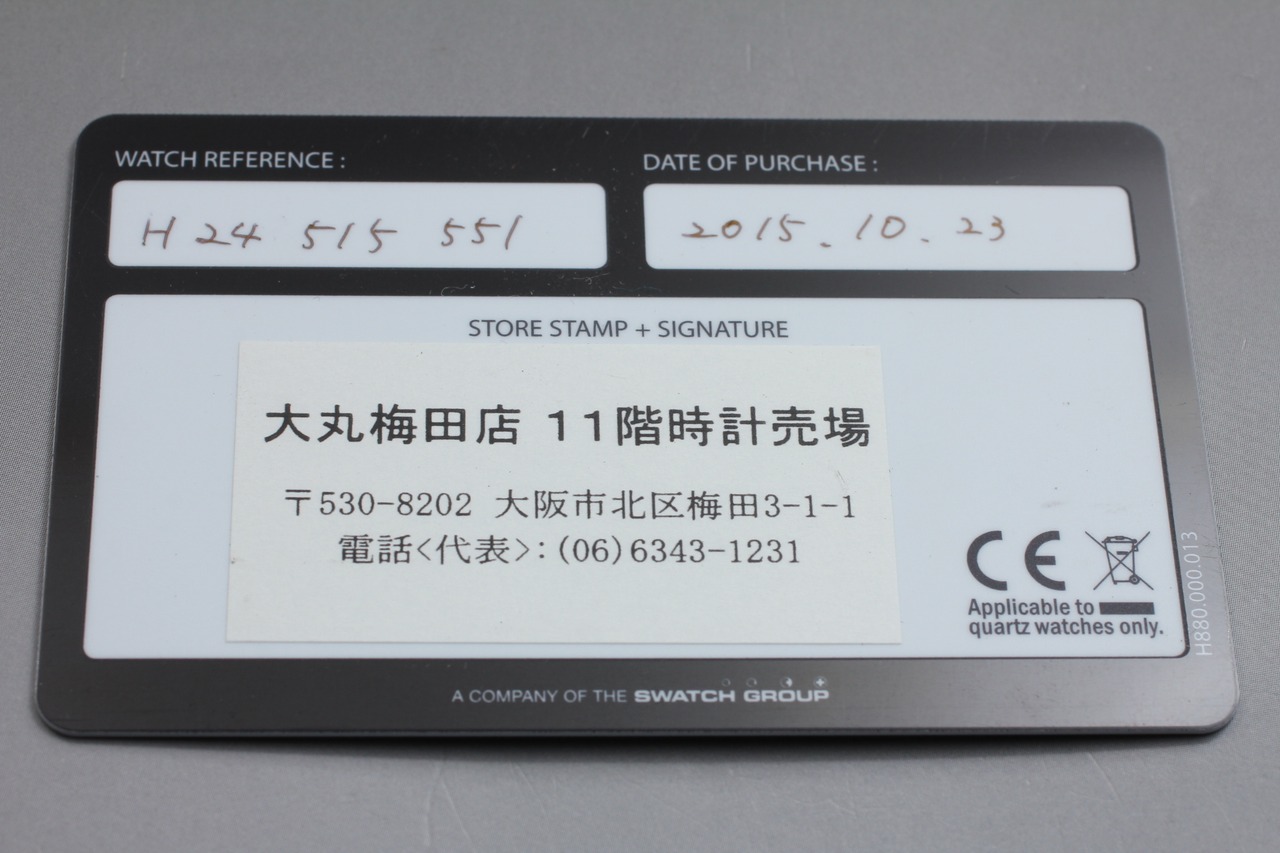 WATCH REFERENCE :
H 24 515 551
DATE OF PURCHASE :
2015.10.23
STORE STAMP + SIGNATURE
大丸梅田店 11階時計売場
〒530-8202 大阪市北区梅田3-1-1
電話<代表>:(06)6343-1231
CE
Applicable to
quartz watches only.
H880.000.013
A COMPANY OF THE SWATCH GROUP